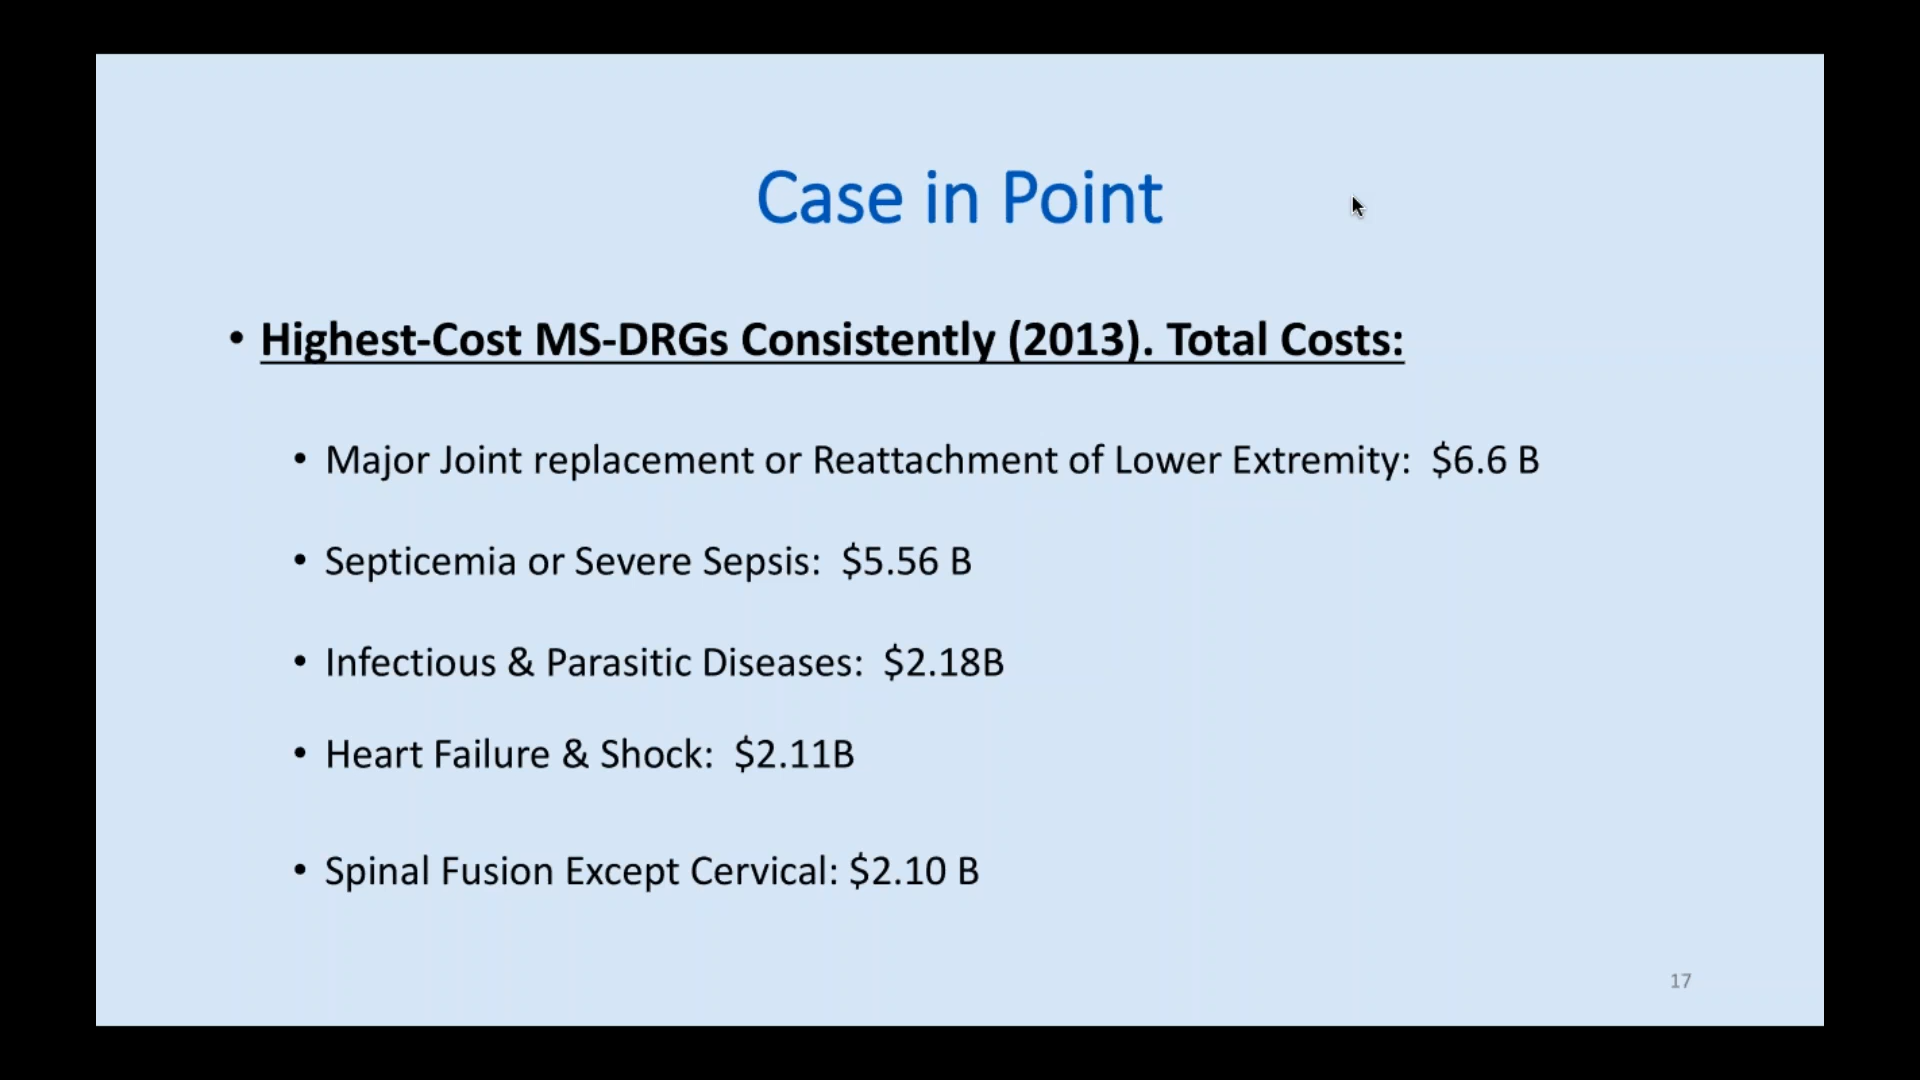 Case in Point
• Highest-Cost MS-DRGs Consistently (2013). Total Costs:
• Major Joint replacement or Reattachment of Lower Extremity:  $6.6 B
• Septicemia or Severe Sepsis:  $5.56 B
• Infectious & Parasitic Diseases:  $2.18B
• Heart Failure & Shock:  $2.11B
• Spinal Fusion Except Cervical: $2.10 B
17